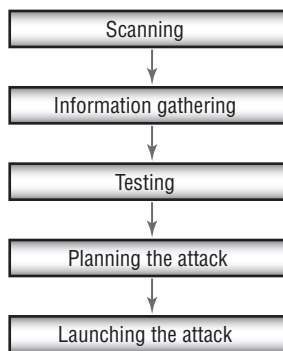 Scanning
Information gathering
Testing
Planning the attack
Launching the attack